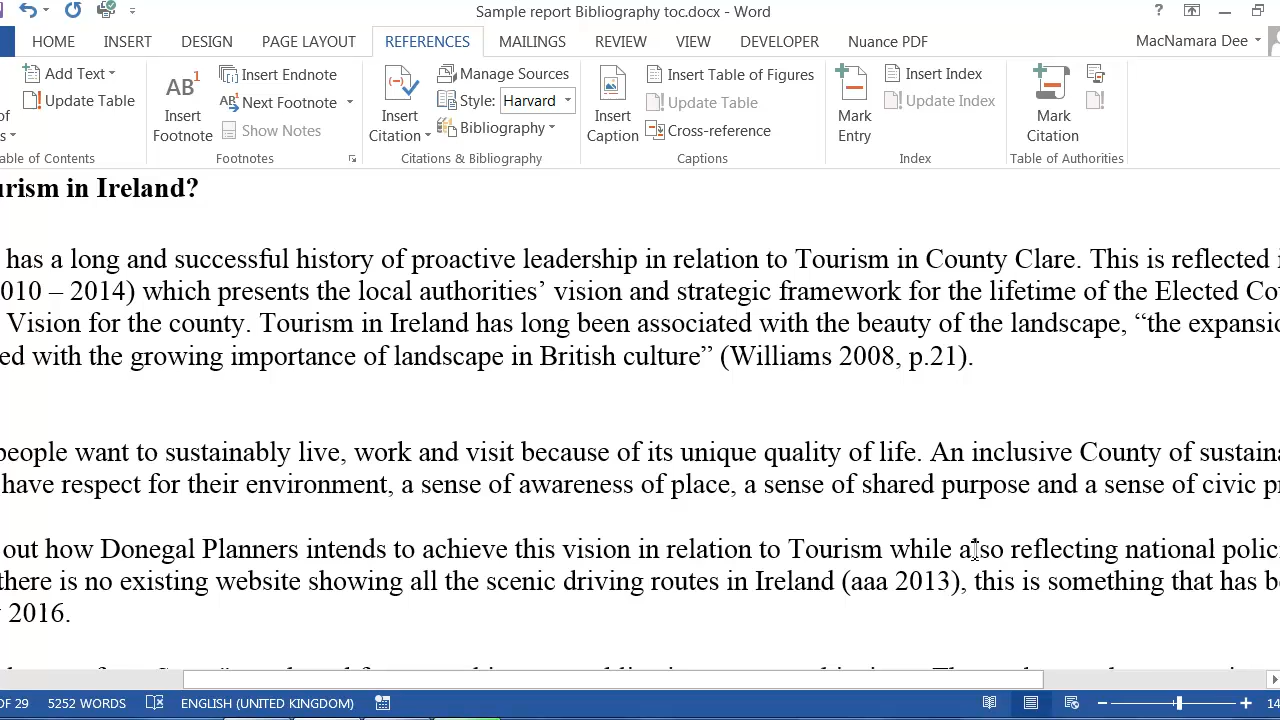 Sample report Bibliography toc.docx - Word
?
HOME INSERT DESIGN PAGE LAYOUT REFERENCES MAILINGS REVIEW VIEW DEVELOPER Nuance PDF MacNamara Dee
Add Text
Update Table
of
able of Contents
AB1
Insert Footnote
Insert Endnote
AB1 Next Footnote
Show Notes
Footnotes
Insert Citation
Manage Sources
Style: Harvard
Bibliography
Citations & Bibliography
Insert Caption
Insert Table of Figures
Update Table
Cross-reference
Captions
Mark Entry
Insert Index
Update Index
Index
Mark Citation
Table of Authorities
urism in Ireland?
has a long and successful history of proactive leadership in relation to Tourism in County Clare. This is reflected i
010 – 2014) which presents the local authorities’ vision and strategic framework for the lifetime of the Elected Cou
Vision for the county. Tourism in Ireland has long been associated with the beauty of the landscape, “the expansio
ed with the growing importance of landscape in British culture” (Williams 2008, p.21).
people want to sustainably live, work and visit because of its unique quality of life. An inclusive County of sustaina
have respect for their environment, a sense of awareness of place, a sense of shared purpose and a sense of civic pr
out how Donegal Planners intends to achieve this vision in relation to Tourism while also reflecting national polic
there is no existing website showing all the scenic driving routes in Ireland (aaa 2013), this is something that has be
2016.
OF 29 5252 WORDS ENGLISH (UNITED KINGDOM) 14